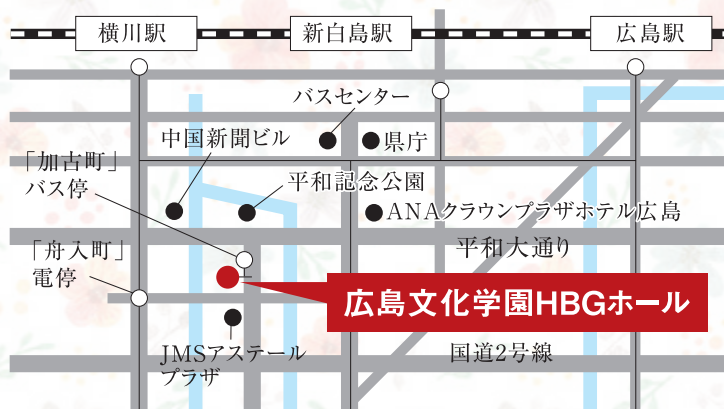 横川駅
新白島駅
広島駅
バスセンター
県庁
中国新聞ビル
「加古町」
バス停
平和記念公園
ANAクラウンプラザホテル広島
「舟入町」
電停
平和大通り
広島文化学園HBGホール
JMSアステール
プラザ
国道2号線